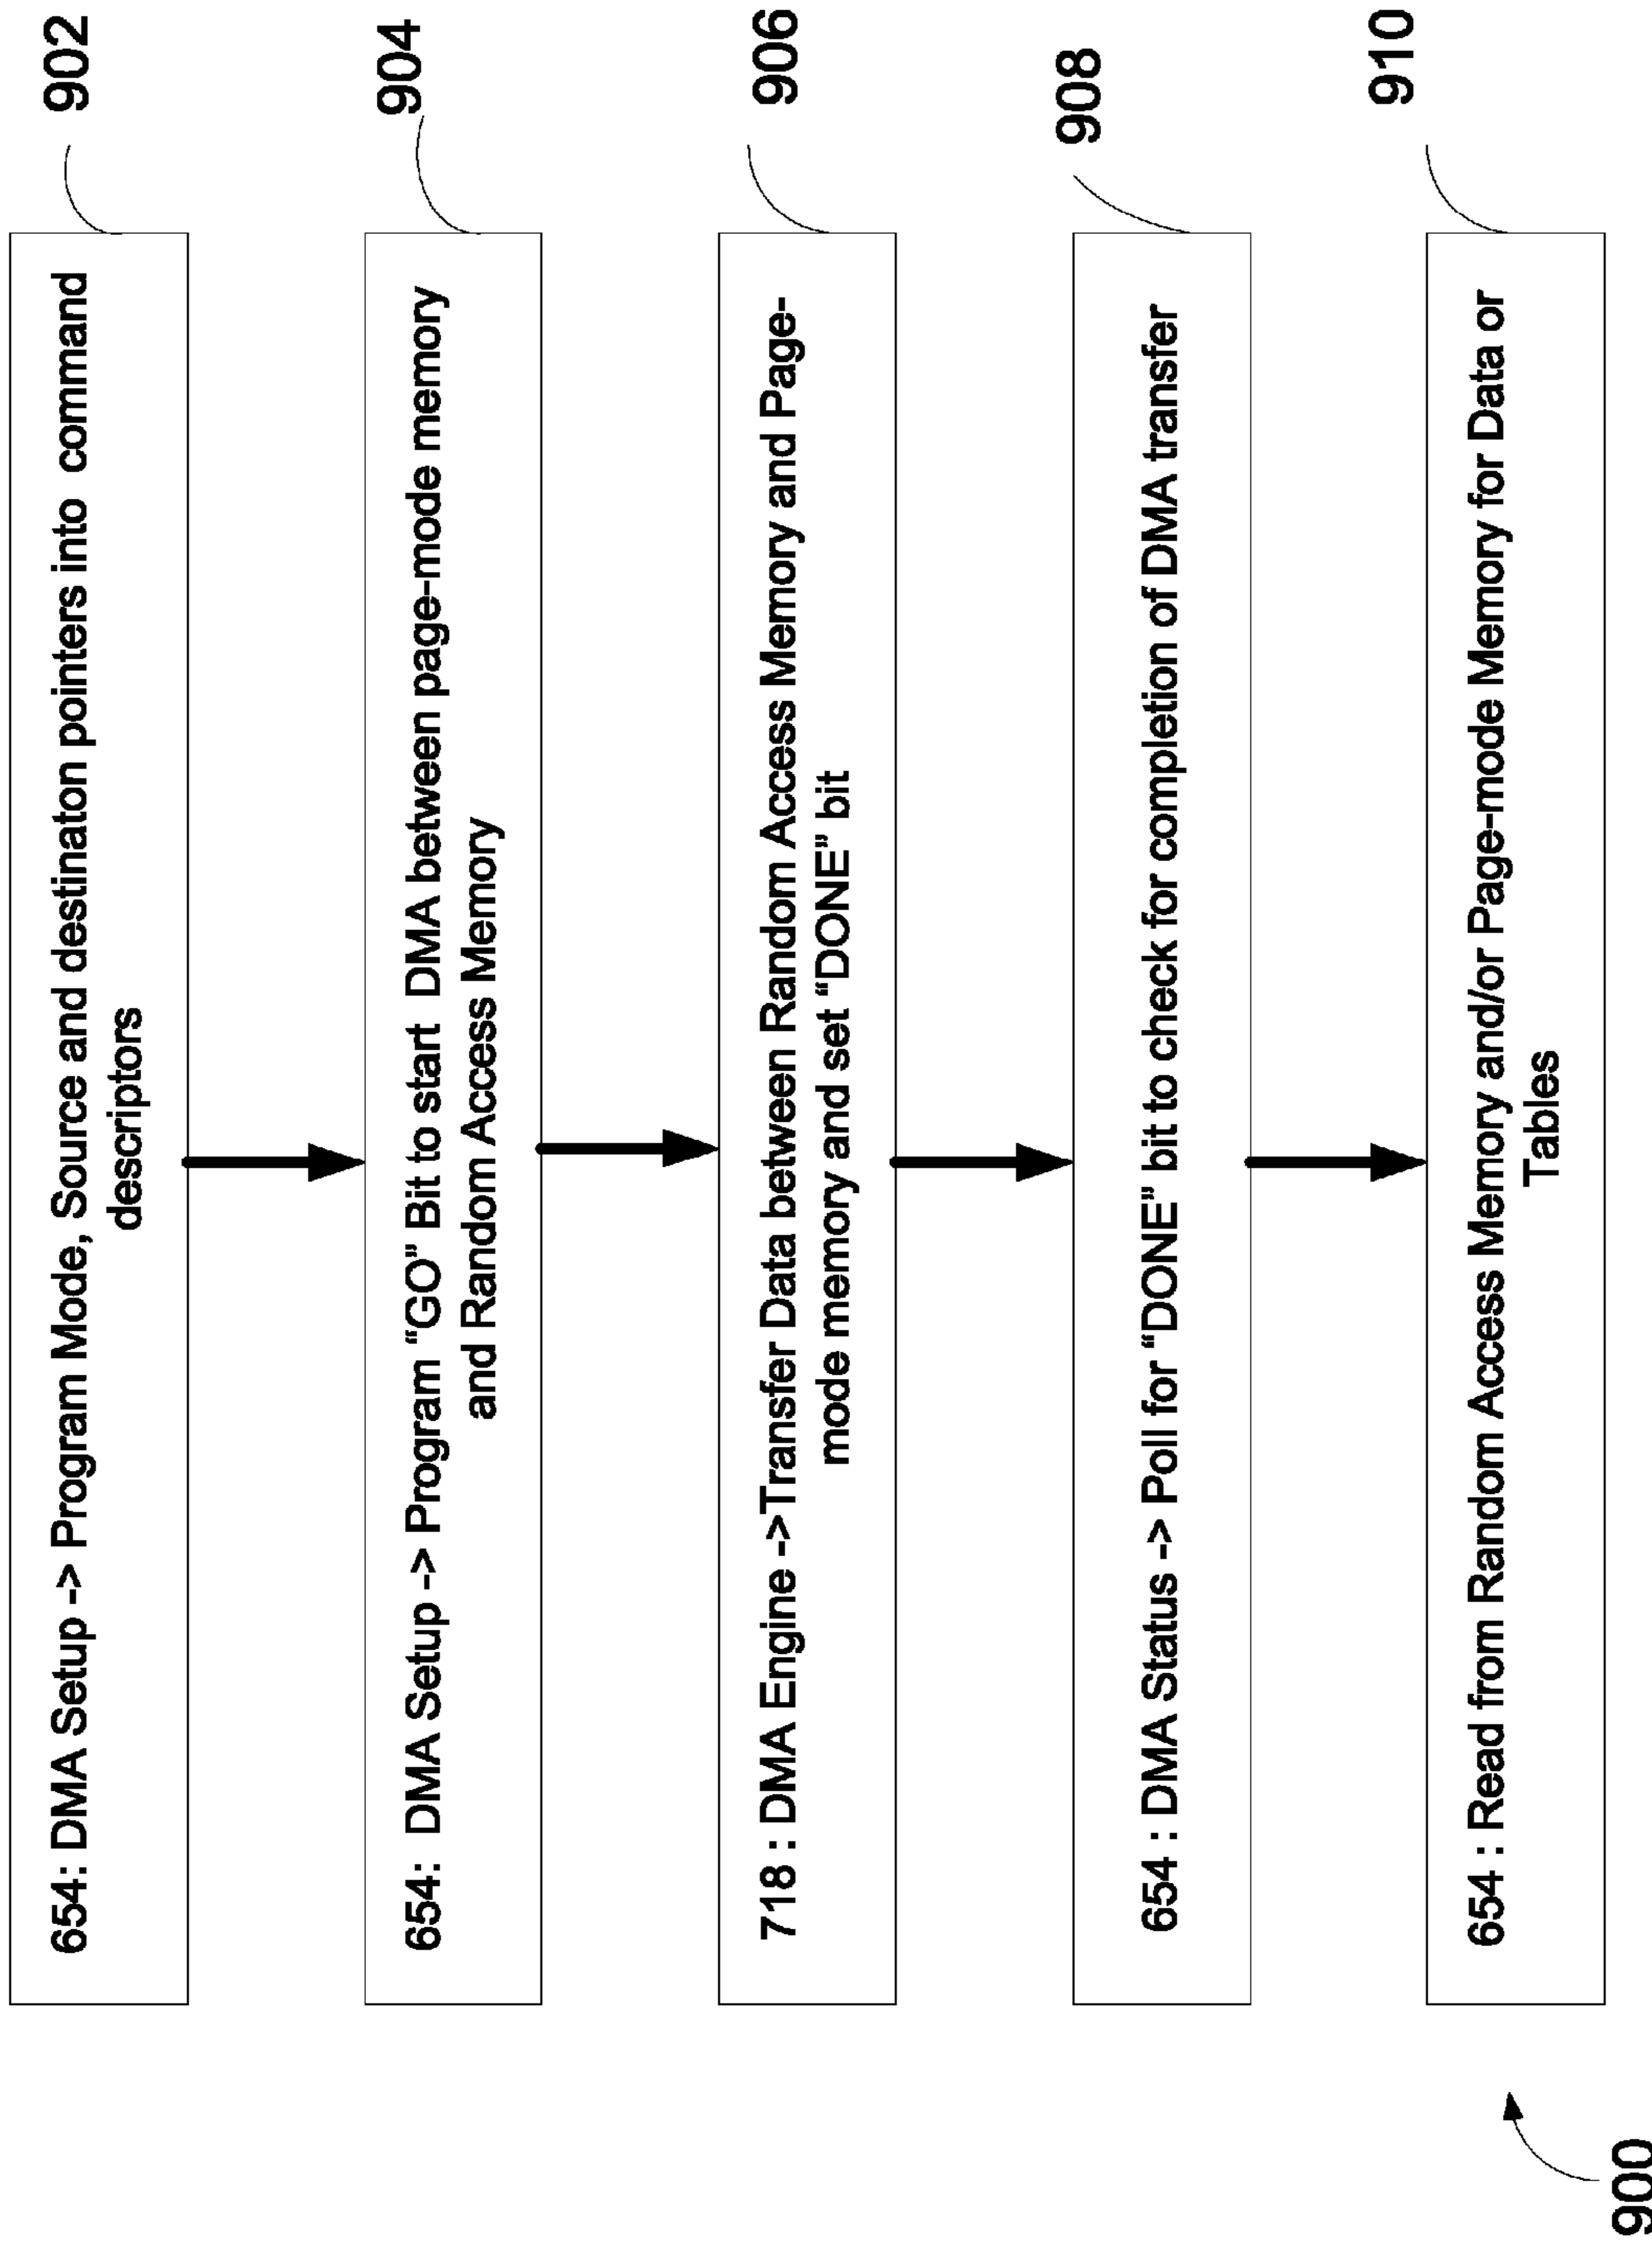 654: DMA Setup -> Program Mode, Source and destinaton pointers into command
descriptors
902
654: DMA Setup -> Program “GO” Bit to start DMA between page-mode memory
and Random Access Memory
904
718 : DMA Engine ->Transfer Data between Random Access Memory and Page-
mode memory and set “DONE” bit
906
654 : DMA Status -> Poll for “DONE” bit to check for completion of DMA transfer
908
654 : Read from Random Access Memory and/or Page-mode Memory for Data or
Tables
910
900